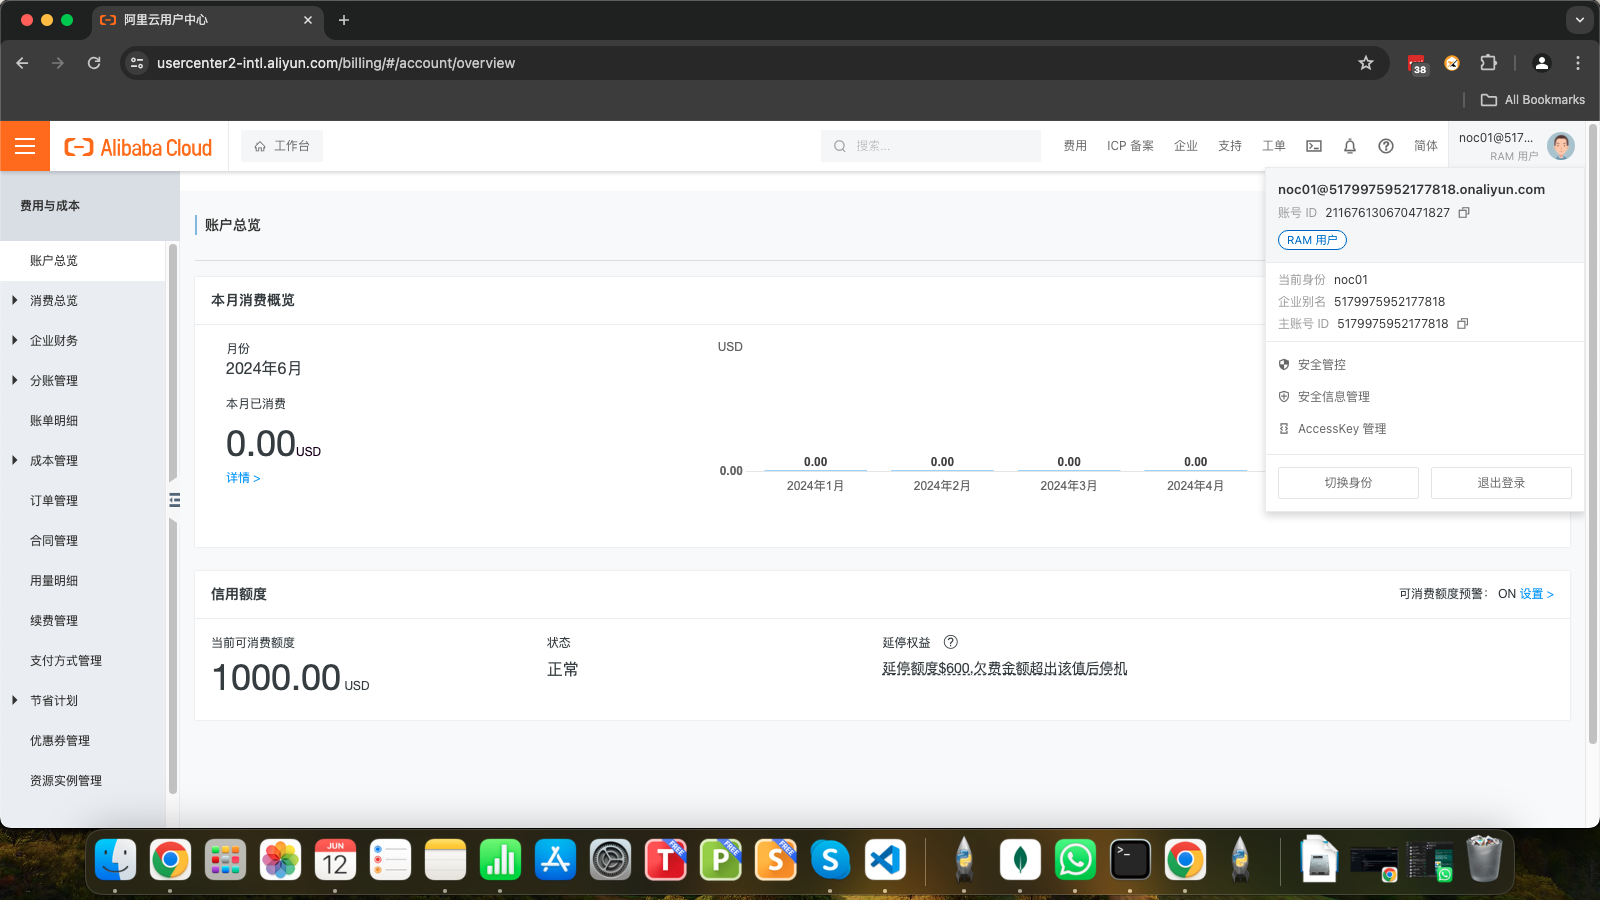 阿里云用户中心
usercenter2-intl.aliyun.com/billing/#/account/overview
38
All Bookmarks
Alibaba Cloud
工作台
搜索...
费用
ICP 备案
企业
支持
工单
简体
noc01@517...
RAM 用户
费用与成本
账户总览
消费总览
企业财务
分账管理
账单明细
成本管理
订单管理
合同管理
用量明细
续费管理
支付方式管理
节省计划
优惠券管理
资源实例管理
账户总览
本月消费概览
月份
2024年6月
本月已消费
0.00USD
详情 >
USD
0.00
0.00 0.00 0.00 0.00
2024年1月 2024年2月 2024年3月 2024年4月
noc01@5179975952177818.onaliyun.com
账号 ID 211676130670471827
RAM 用户
当前身份 noc01
企业别名 5179975952177818
主账号 ID 5179975952177818
安全管控
安全信息管理
AccessKey 管理
切换身份
退出登录
信用额度
可消费额度预警： ON 设置 >
当前可消费额度
1000.00 USD
状态
正常
延停权益
延停额度$600,欠费金额超出该值后停机
JUN
12
T FREE
P FREE
S FREE
S
>_